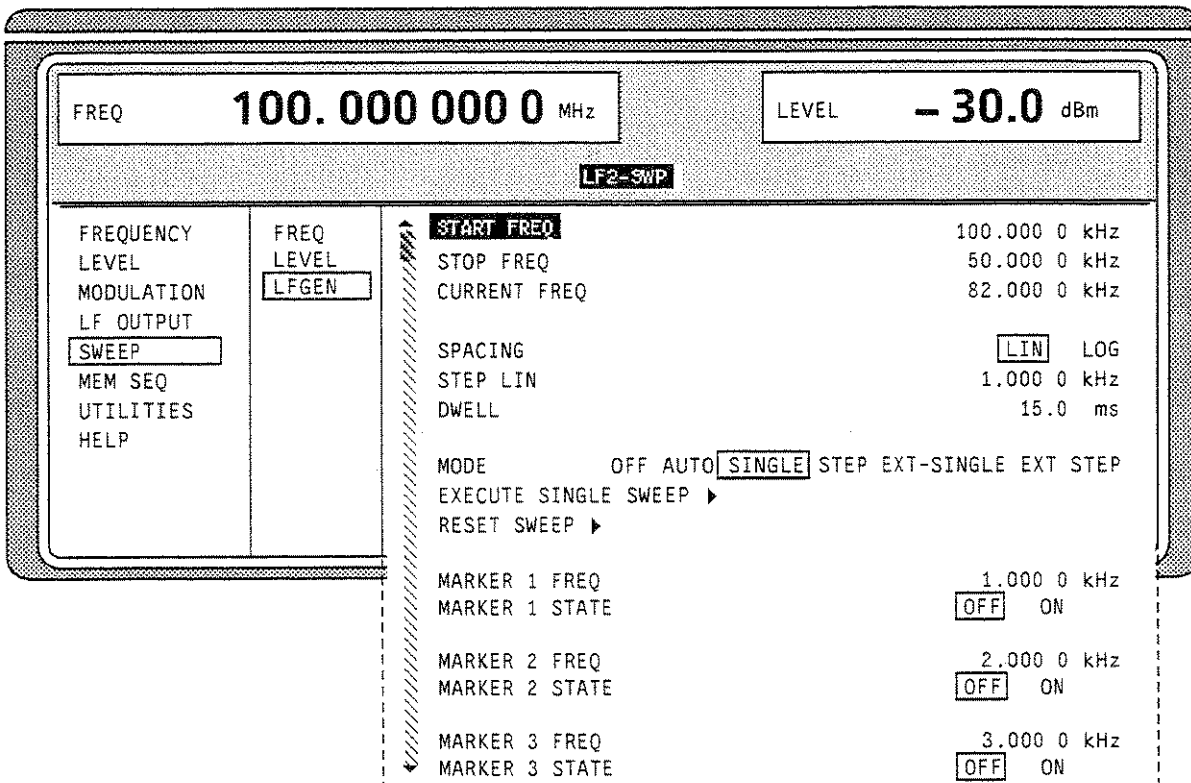 FREQ 100. 000 000 0 MHz LEVEL – 30.0 dBm
LF2-SWP
FREQUENCY
LEVEL
MODULATION
LF OUTPUT
SWEEP
MEM SEQ
UTILITIES
HELP
FREQ
LEVEL
LFGEN
START FREQ 100.000 0 kHz
STOP FREQ 50.000 0 kHz
CURRENT FREQ 82.000 0 kHz
SPACING LIN LOG
STEP LIN 1.000 0 kHz
DWELL 15.0 ms
MODE OFF AUTO SINGLE STEP EXT-SINGLE EXT STEP
EXECUTE SINGLE SWEEP
RESET SWEEP
MARKER 1 FREQ 1.000 0 kHz
MARKER 1 STATE OFF ON
MARKER 2 FREQ 2.000 0 kHz
MARKER 2 STATE OFF ON
MARKER 3 FREQ 3.000 0 kHz
MARKER 3 STATE OFF ON